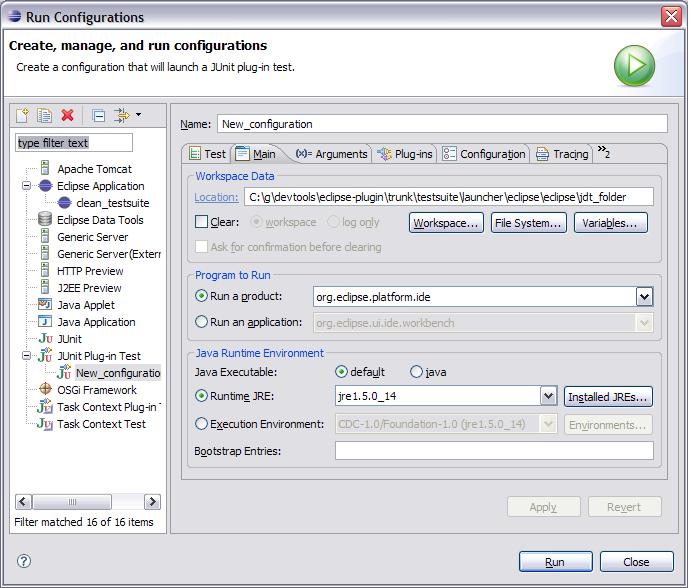 Run Configurations
Create, manage, and run configurations
Create a configuration that will launch a JUnit plug-in test.
type filter text
Apache Tomcat
Eclipse Application
clean_testsuite
Eclipse Data Tools
Generic Server
Generic Server(Exterr
HTTP Preview
J2EE Preview
Java Applet
Java Application
Ju JUnit
JUnit Plug-in Test
New_configuratio
OSGi Framework
Task Context Plug-in T
Task Context Test
Filter matched 16 of 16 items
Name: New_configuration
Test Main (x)= Arguments Plug-ins Configuration Tracing »2
Workspace Data
Location: C:\g\devtools\eclipse-plugin\trunk\testsuite\launcher\eclipse\eclipse\jdt_folder
Clear: workspace log only Workspace... File System... Variables...
Ask for confirmation before clearing
Program to Run
Run a product: org.eclipse.platform.ide
Run an application: org.eclipse.ui.ide.workbench
Java Runtime Environment
Java Executable: default java
Runtime JRE: jre1.5.0_14 Installed JREs...
Execution Environment: CDC-1.0/Foundation-1.0 (jre1.5.0_14) Environments...
Bootstrap Entries:
Apply Revert
? Run Close